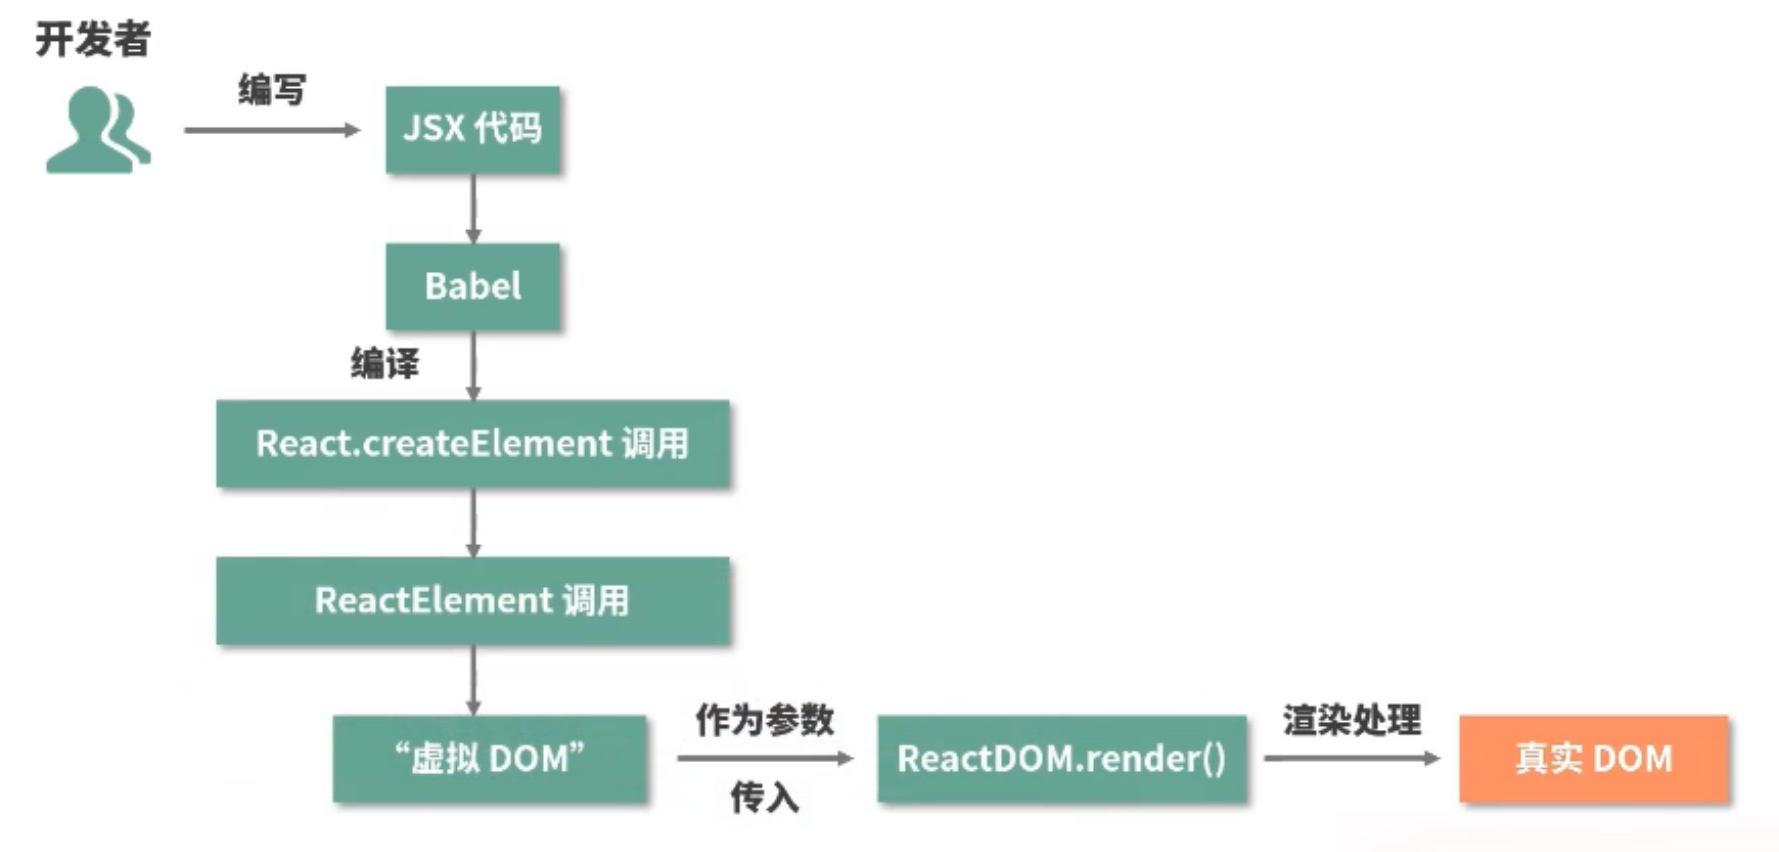 开发者
编写
JSX 代码
Babel
编译
React.createElement 调用
ReactElement 调用
“虚拟 DOM”
作为参数
传入
ReactDOM.render()
渲染处理
真实 DOM